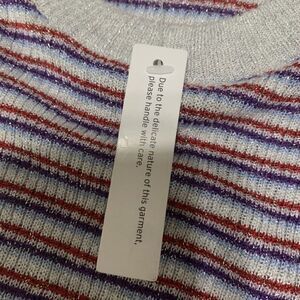 Due to the delicate nature of this garment,
please handle with care.